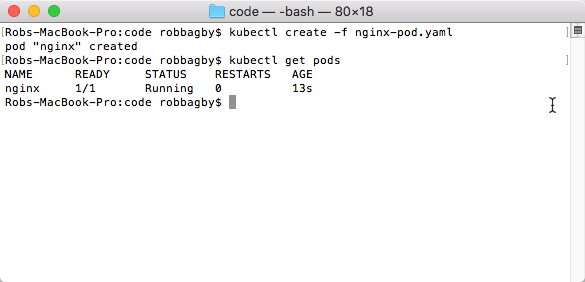 code — -bash — 80×18
[Robs-MacBook-Pro:code robbagby$ kubectl create -f nginx-pod.yaml ]
pod "nginx" created
[Robs-MacBook-Pro:code robbagby$ kubectl get pods ]
NAME READY STATUS RESTARTS AGE
nginx 1/1 Running 0 13s
Robs-MacBook-Pro:code robbagby$